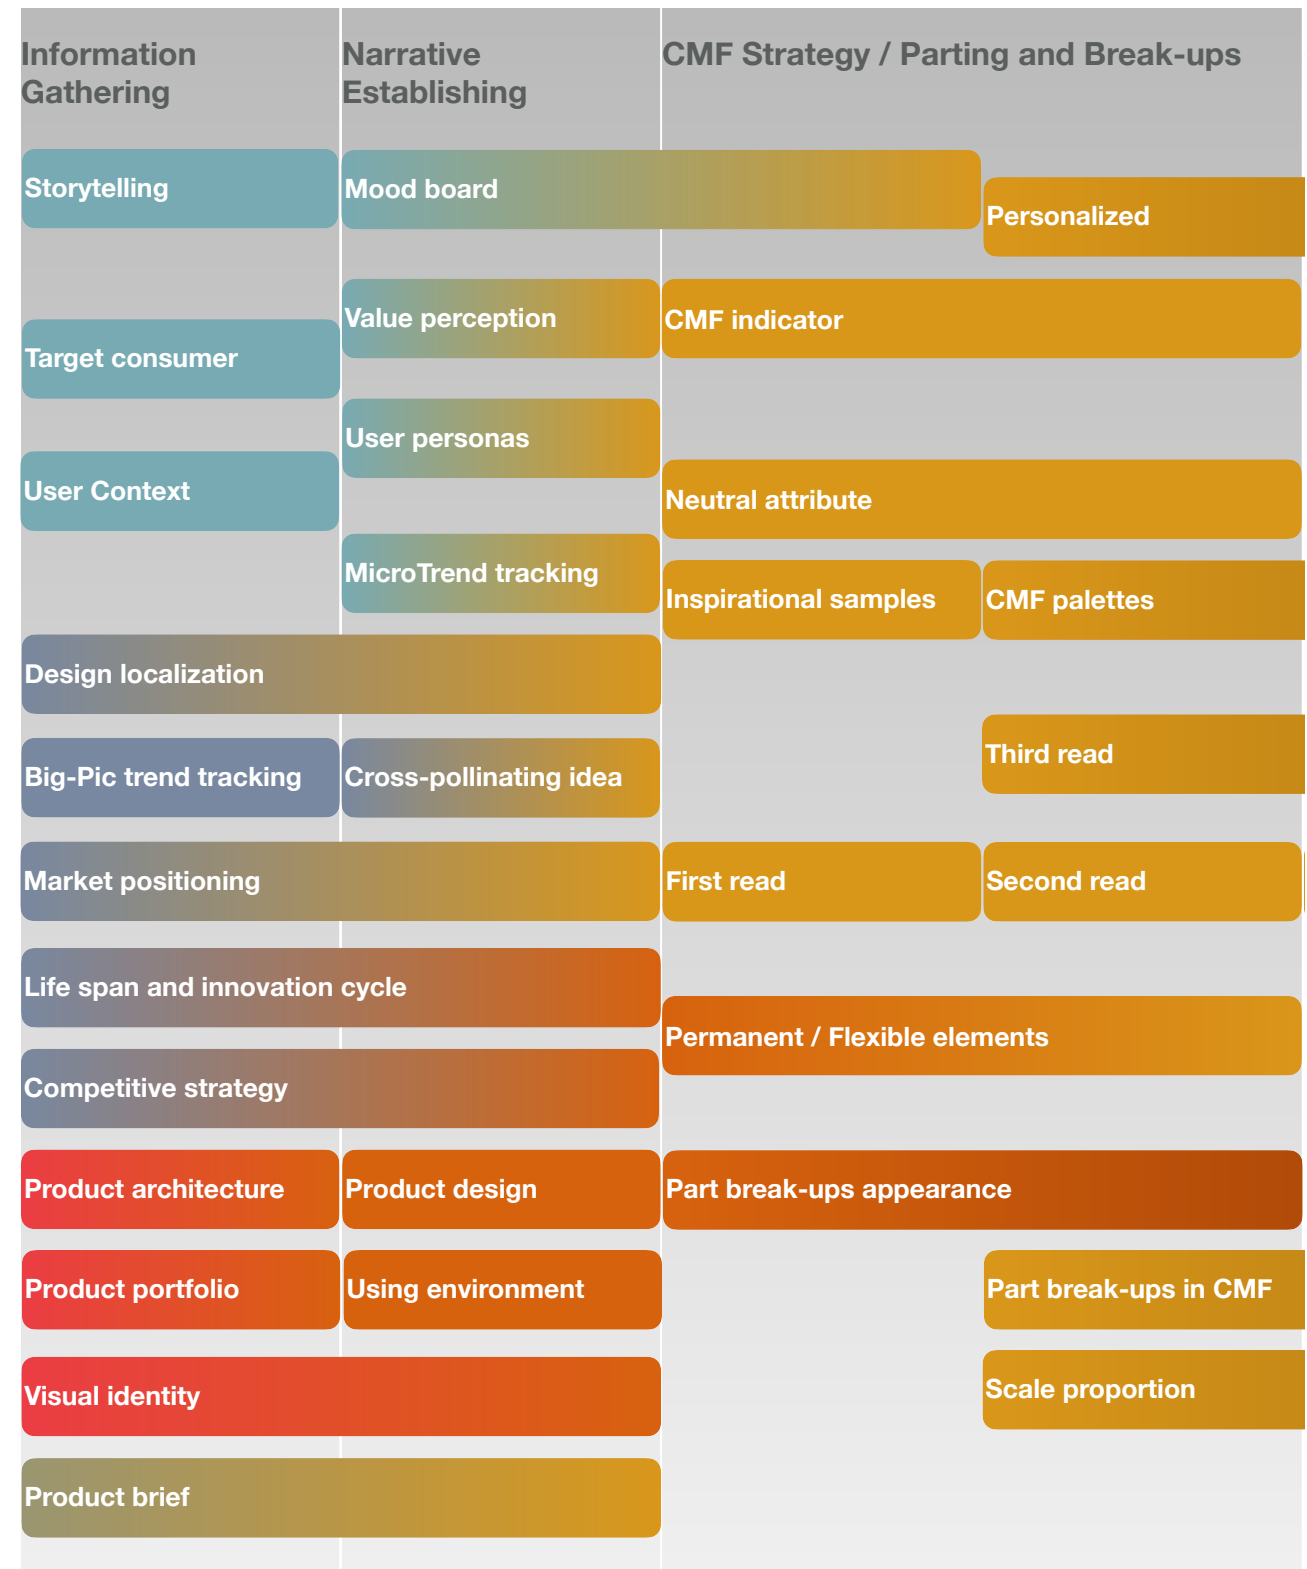 Information
Gathering
Narrative
Establishing
CMF Strategy / Parting and Break-ups
Storytelling
Mood board
Personalized
Value perception
CMF indicator
Target consumer
User personas
User Context
Neutral attribute
MicroTrend tracking
Inspirational samples
CMF palettes
Design localization
Third read
Big-Pic trend tracking
Cross-pollinating idea
Market positioning
First read
Second read
Life span and innovation cycle
Permanent / Flexible elements
Competitive strategy
Product architecture
Product design
Part break-ups appearance
Product portfolio
Using environment
Part break-ups in CMF
Visual identity
Scale proportion
Product brief